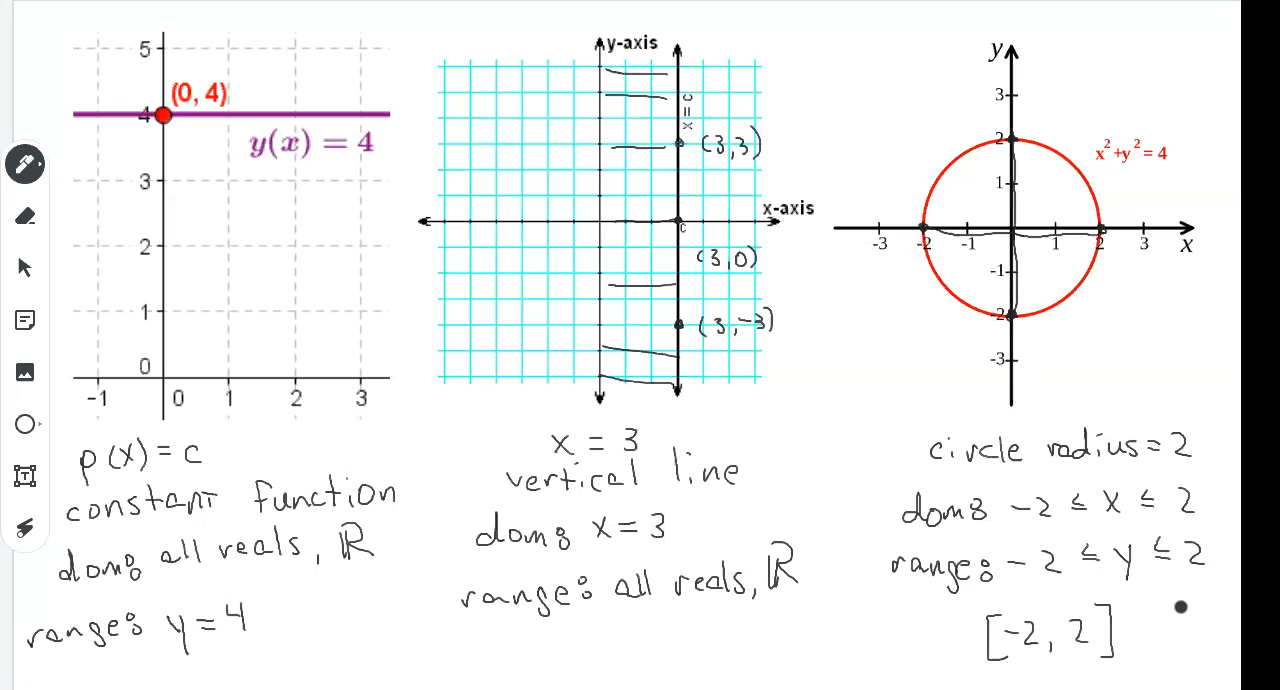 5
(0, 4)
4
y(x) = 4
3
2
1
0
-1 0 1 2 3
p(x) = c
constant function
dom: all reals, ℝ
range: y = 4
y-axis
x = c
(3,3)
x-axis
c
(3,0)
(3,-3)
x = 3
vertical line
dom: x = 3
range: all reals, ℝ
y
3
2
x² + y² = 4
1
-3 -2 -1 1 2 3 x
-1
-2
-3
circle radius = 2
dom: -2 ≤ x ≤ 2
range: -2 ≤ y ≤ 2
[-2, 2]
T